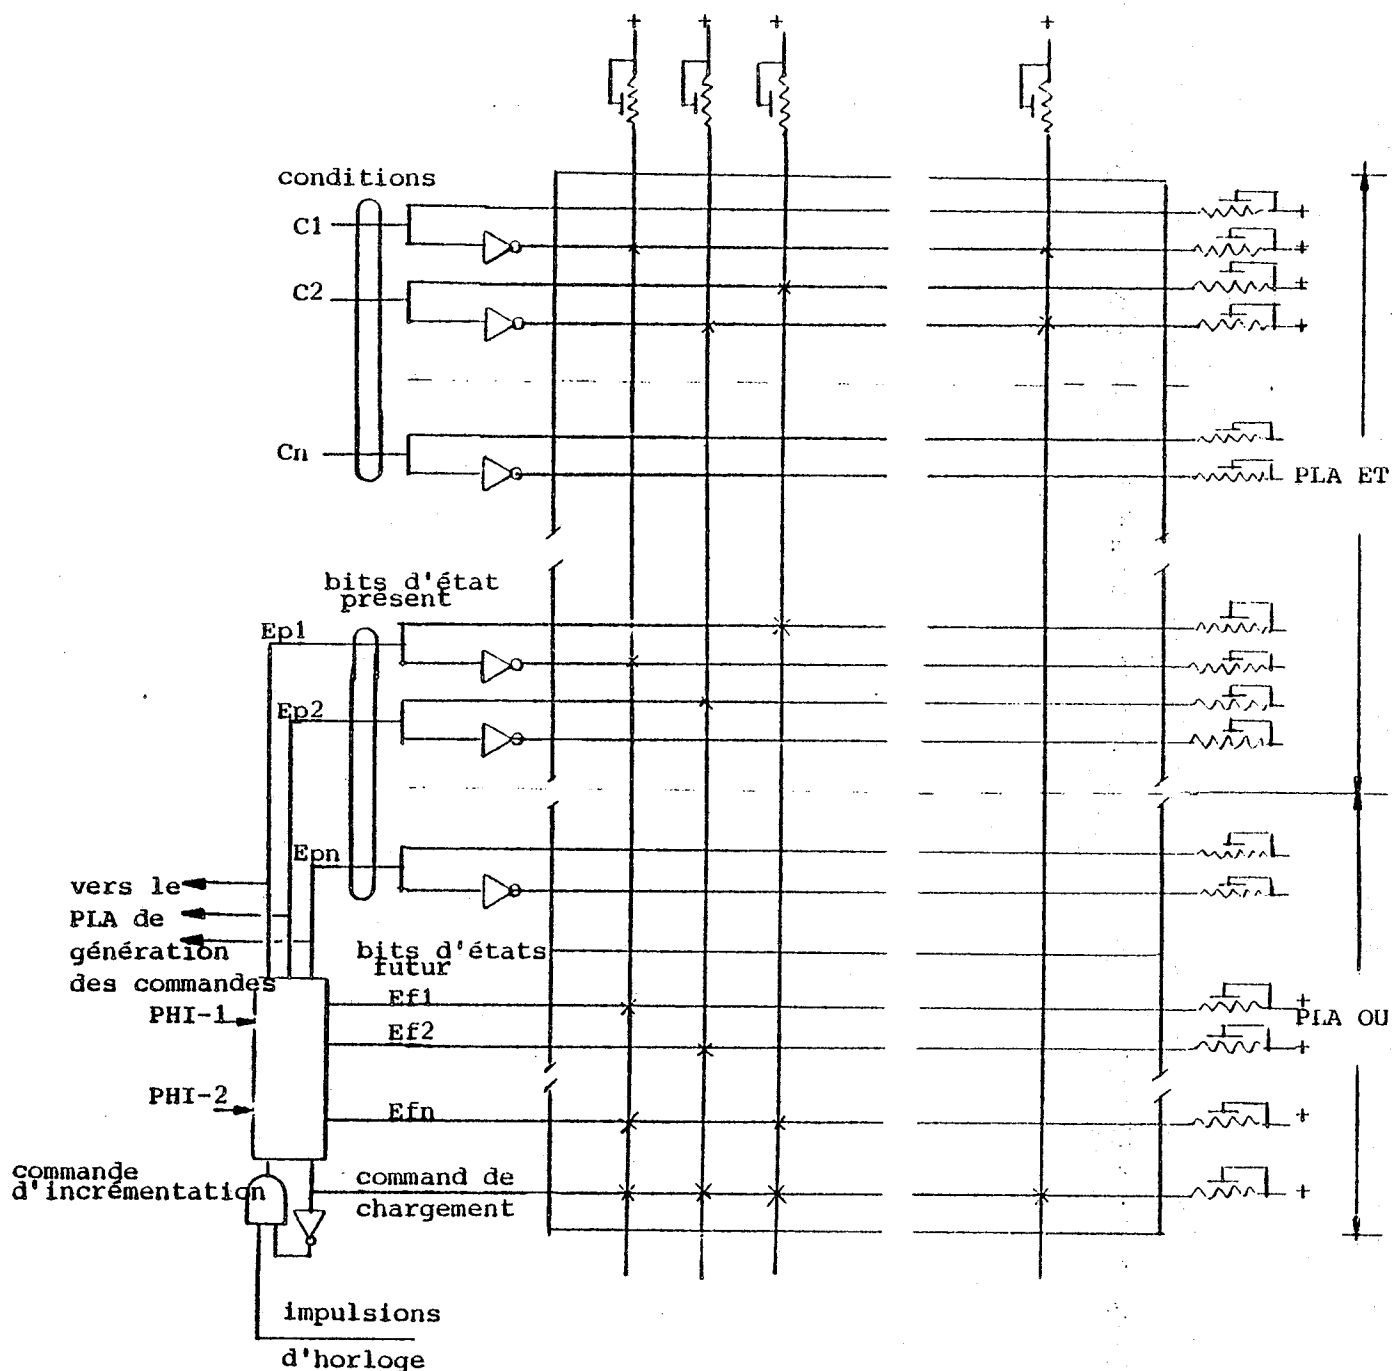 + + + +
conditions
C1
+
+
C2
+
+
Cn
PLA ET
bits d'état
présent
Ep1
Ep2
Epn
vers le
PLA de
génération
des commandes
bits d'états
futur
PHI-1
Ef1
+
PLA OU
Ef2
+
PHI-2
Efn
+
commande
d'incrémentation
command de
chargement
+
impulsions
d'horloge